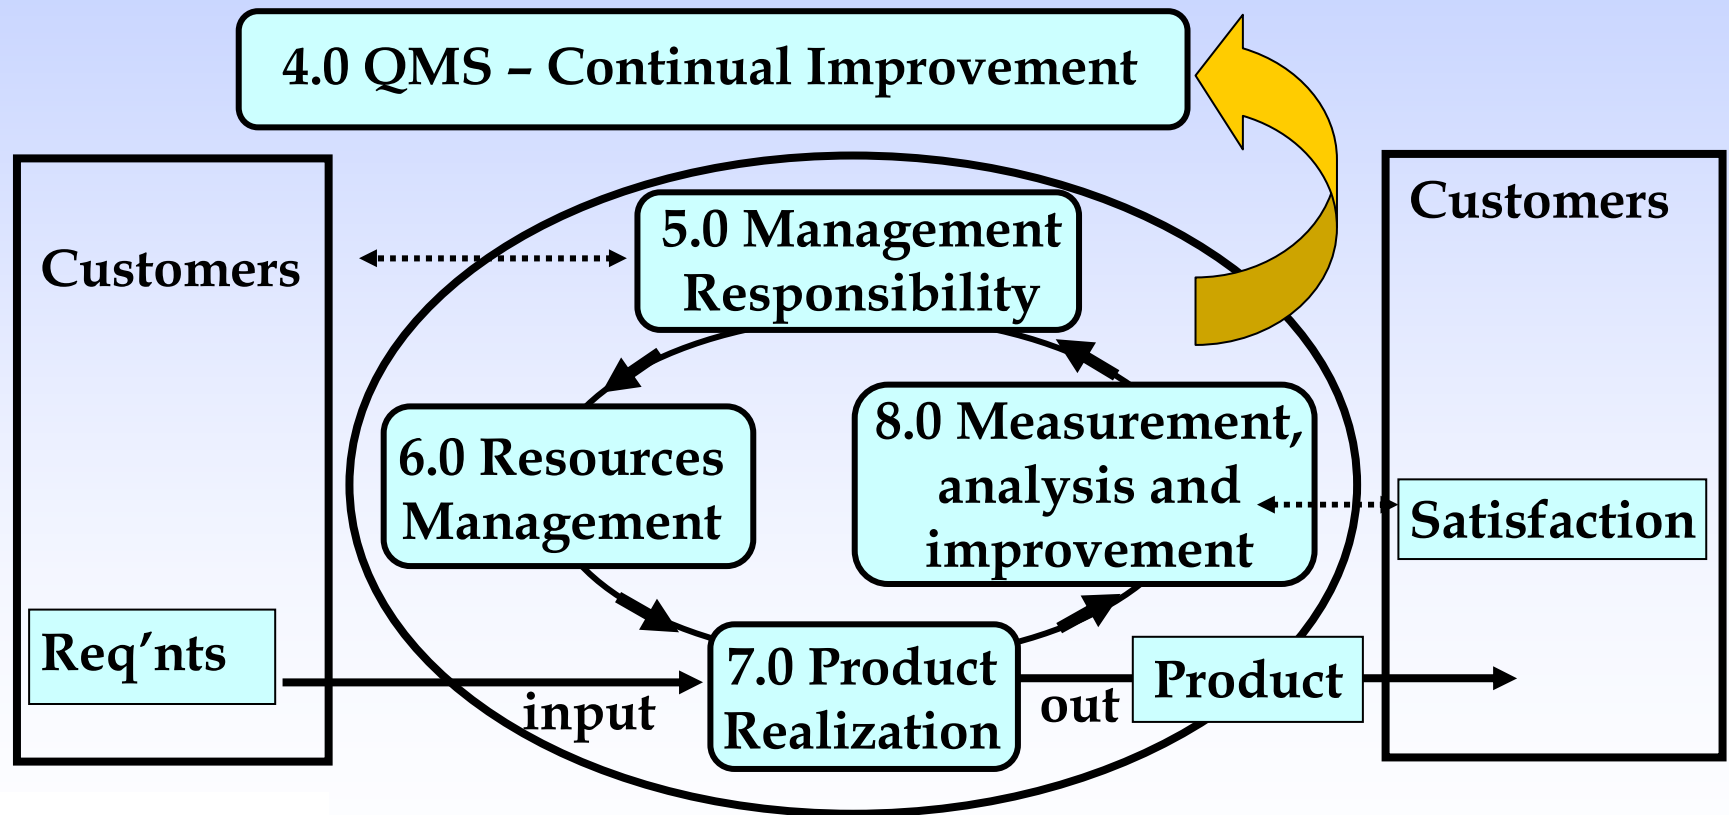 4.0 QMS – Continual Improvement
Customers
Req’nts
5.0 Management
Responsibility
6.0 Resources
Management
8.0 Measurement,
analysis and
improvement
7.0 Product
Realization
input
out
Product
Customers
Satisfaction